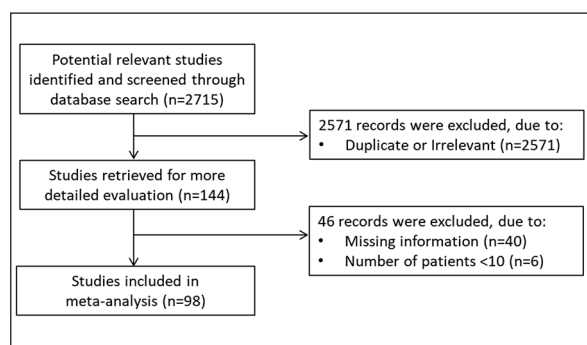 Potential relevant studies
identified and screened through
database search (n=2715)
2571 records were excluded, due to:
• Duplicate or Irrelevant (n=2571)
Studies retrieved for more
detailed evaluation (n=144)
46 records were excluded, due to:
• Missing information (n=40)
• Number of patients <10 (n=6)
Studies included in
meta-analysis (n=98)